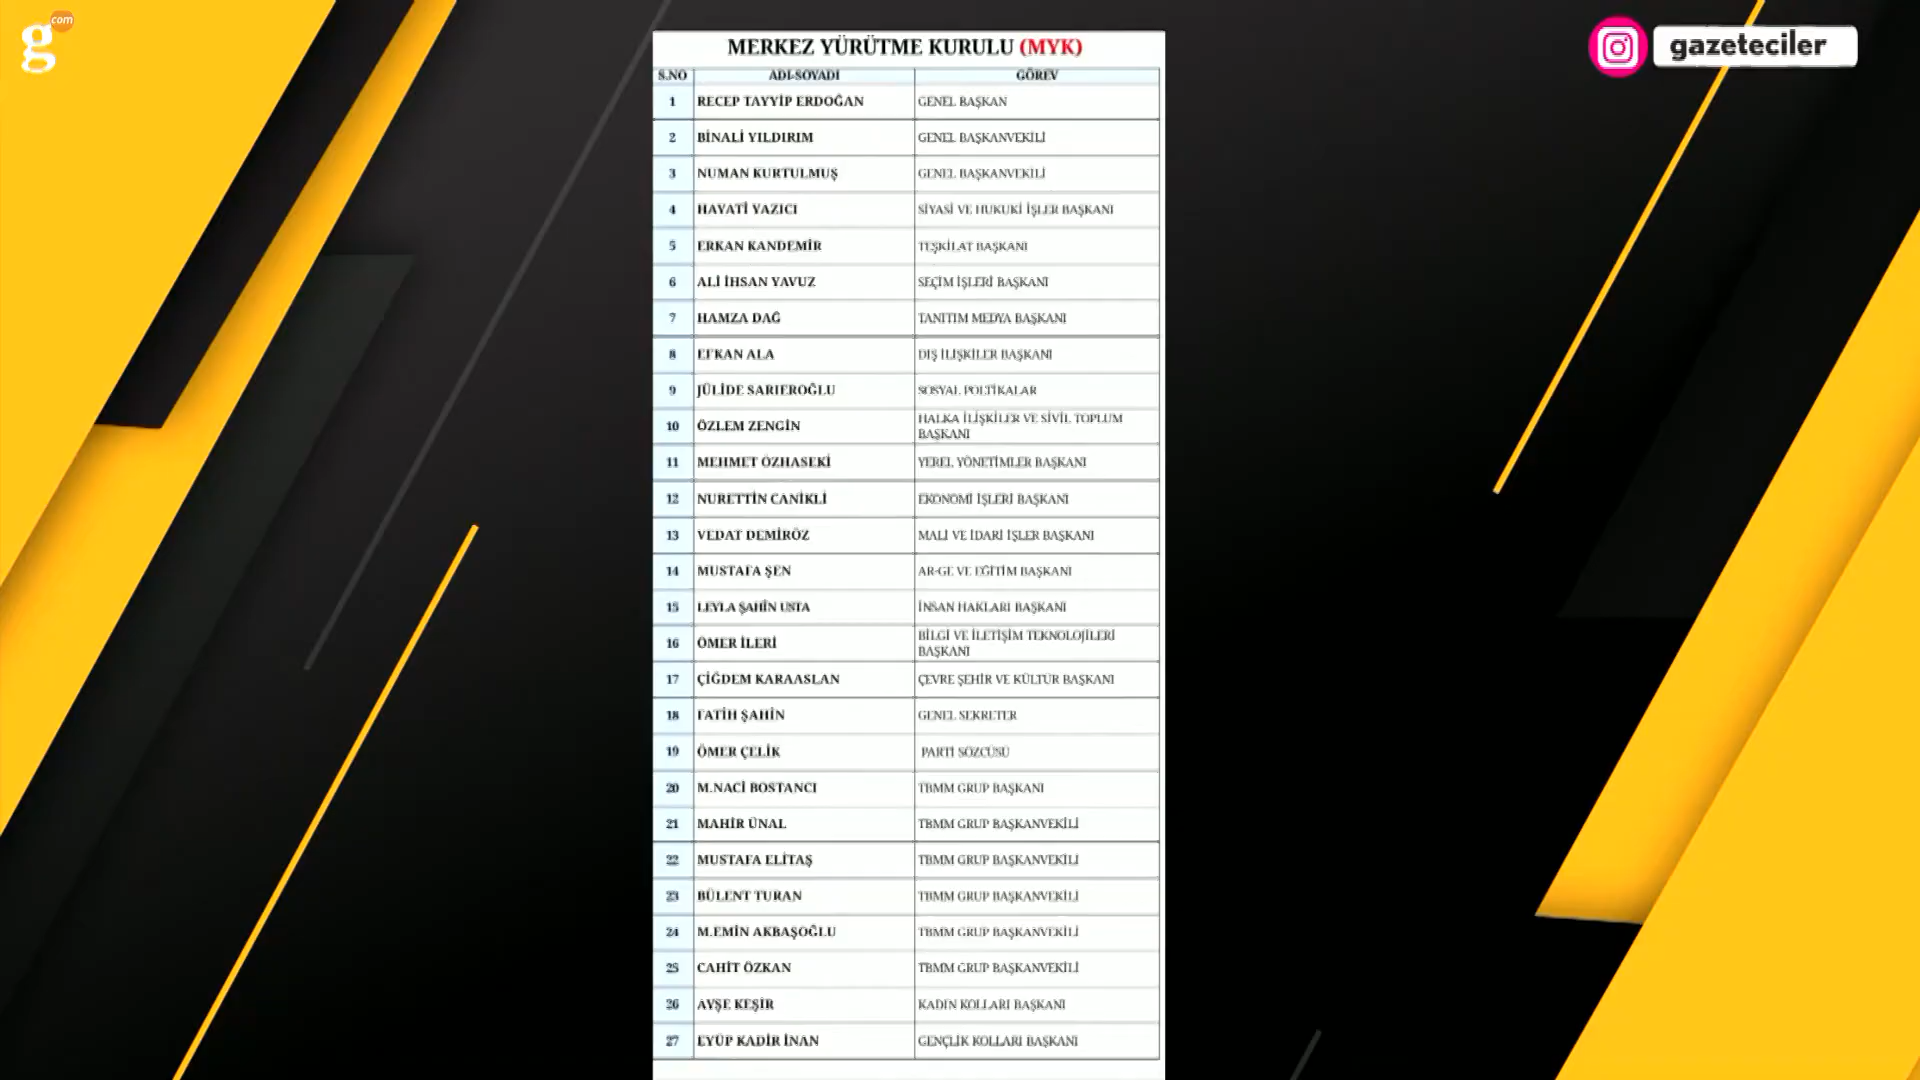 g
com
gazeteciler
MERKEZ YÜRÜTME KURULU (MYK)
S.NO ADI-SOYADI GÖREV
1 RECEP TAYYİP ERDOĞAN GENEL BAŞKAN
2 BİNALİ YILDIRIM GENEL BAŞKANVEKİLİ
3 NUMAN KURTULMUŞ GENEL BAŞKANVEKİLİ
4 HAYATİ YAZICI SİYASİ VE HUKUKİ İŞLER BAŞKANI
5 ERKAN KANDEMİR TEŞKİLAT BAŞKANI
6 ALİ İHSAN YAVUZ SEÇİM İŞLERİ BAŞKANI
7 HAMZA DAĞ TANITIM MEDYA BAŞKANI
8 EFKAN ALA DIŞ İLİŞKİLER BAŞKANI
9 JÜLİDE SARIEROĞLU SOSYAL POLTİKALAR
10 ÖZLEM ZENGİN HALKA İLİŞKİLER VE SİVİL TOPLUM
BAŞKANI
11 MEHMET ÖZHASEKİ YEREL YÖNETİMLER BAŞKANI
12 NURETTİN CANİKLİ EKONOMİ İŞLERİ BAŞKANI
13 VEDAT DEMİRÖZ MALİ VE İDARİ İŞLER BAŞKANI
14 MUSTAFA ŞEN AR-GE VE EĞİTİM BAŞKANI
15 LEYLA ŞAHİN USTA İNSAN HAKLARI BAŞKANI
16 ÖMER İLERİ BİLGİ VE İLETİŞİM TEKNOLOJİLERİ
BAŞKANI
17 ÇİĞDEM KARAASLAN ÇEVRE ŞEHİR VE KÜLTÜR BAŞKANI
18 FATİH ŞAHİN GENEL SEKRETER
19 ÖMER ÇELİK PARTİ SÖZCÜSÜ
20 M.NACİ BOSTANCI TBMM GRUP BAŞKANI
21 MAHİR ÜNAL TBMM GRUP BAŞKANVEKİLİ
22 MUSTAFA ELİTAŞ TBMM GRUP BAŞKANVEKİLİ
23 BÜLENT TURAN TBMM GRUP BAŞKANVEKİLİ
24 M.EMİN AKBAŞOĞLU TBMM GRUP BAŞKANVEKİLİ
25 CAHİT ÖZKAN TBMM GRUP BAŞKANVEKİLİ
26 AYŞE KEŞİR KADIN KOLLARI BAŞKANI
27 EYÜP KADİR İNAN GENÇLİK KOLLARI BAŞKANI